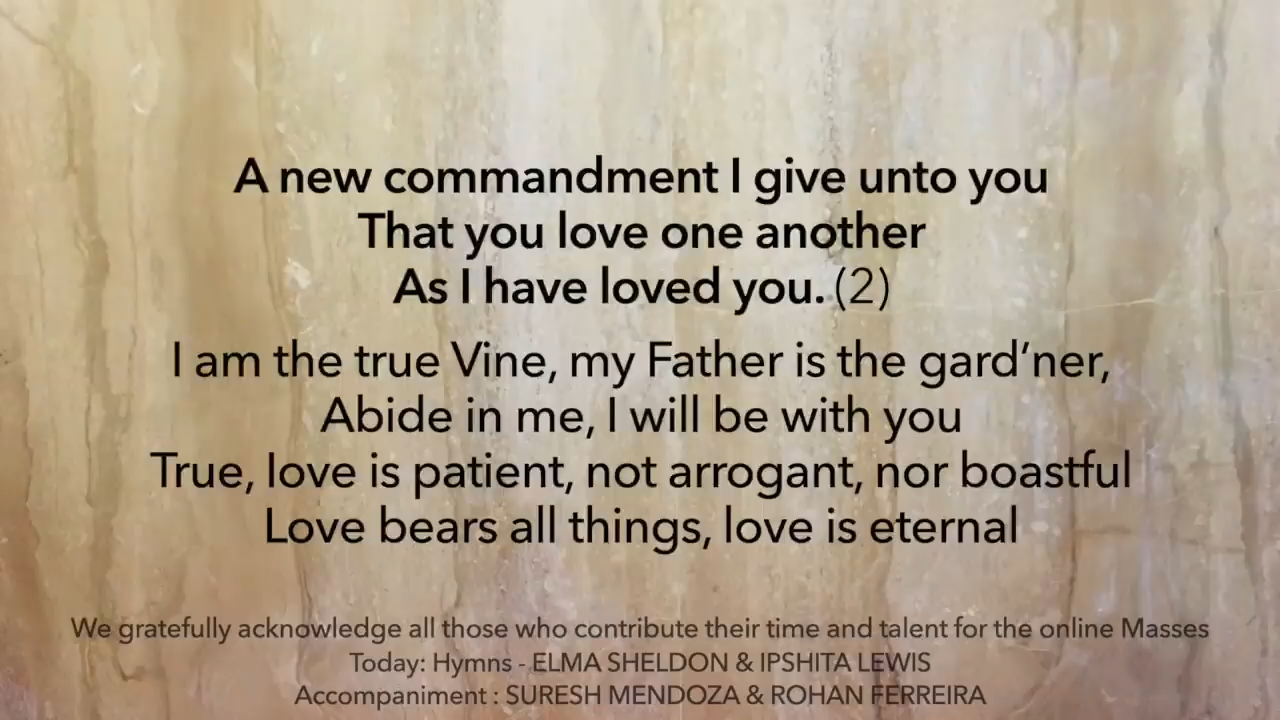 A new commandment I give unto you
That you love one another
As I have loved you. (2)
I am the true Vine, my Father is the gard’ner,
Abide in me, I will be with you
True, love is patient, not arrogant, nor boastful
Love bears all things, love is eternal
We gratefully acknowledge all those who contribute their time and talent for the online Masses
Today: Hymns - ELMA SHELDON & IPSHITA LEWIS
Accompaniment : SURESH MENDOZA & ROHAN FERREIRA